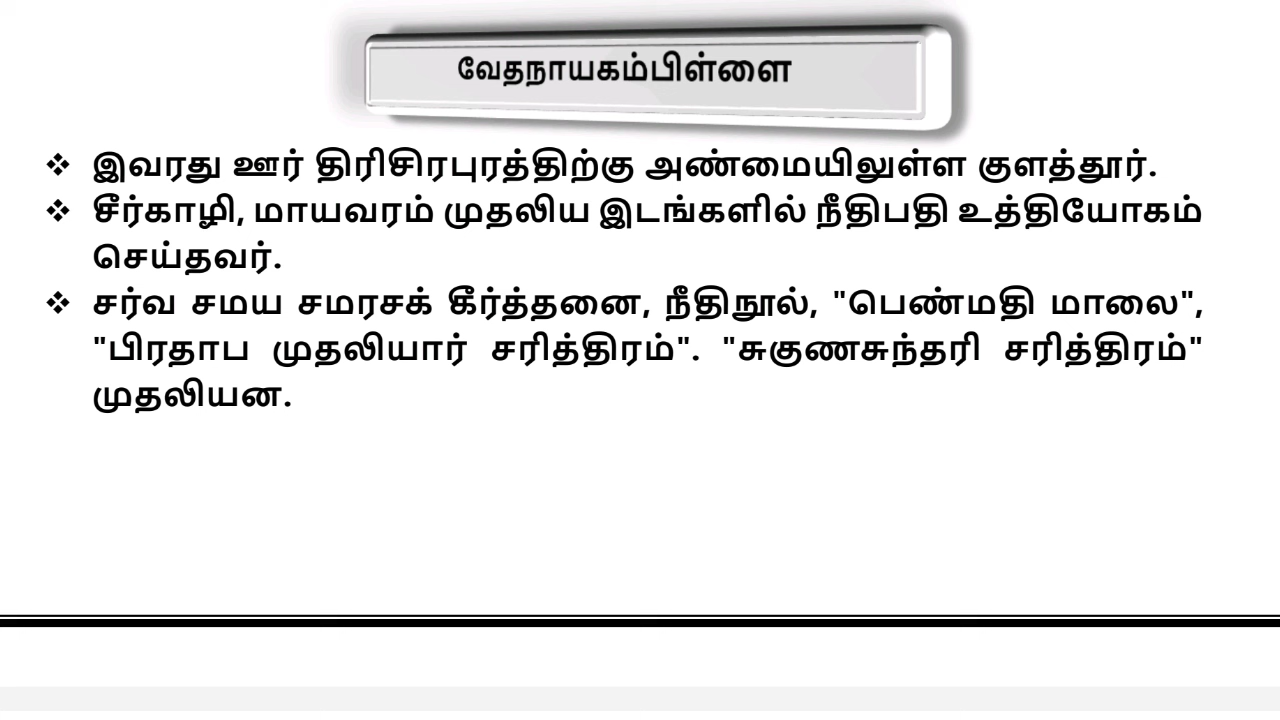 வேதநாயகம்பிள்ளை
❖ இவரது ஊர் திரிசிரபுரத்திற்கு அண்மையிலுள்ள குளத்தூர்.
❖ சீர்காழி, மாயவரம் முதலிய இடங்களில் நீதிபதி உத்தியோகம்
செய்தவர்.
❖ சர்வ சமய சமரசக் கீர்த்தனை, நீதிநூல், "பெண்மதி மாலை",
"பிரதாப முதலியார் சரித்திரம்". "சுகுணசுந்தரி சரித்திரம்"
முதலியன.